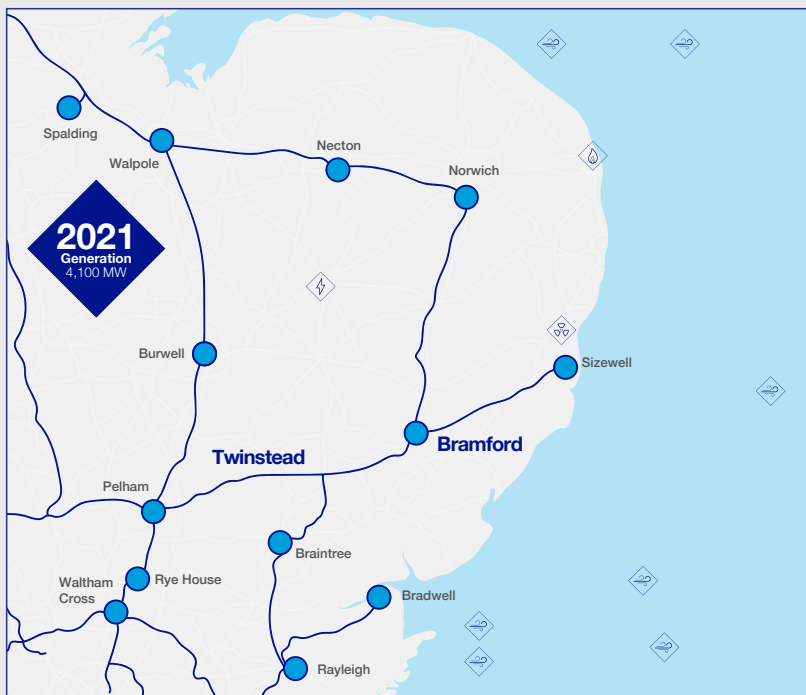 Spalding
Walpole
Necton
Norwich
2021
Generation
4,100 MW
Burwell
Sizewell
Twinstead
Bramford
Pelham
Braintree
Rye House
Waltham
Cross
Bradwell
Rayleigh